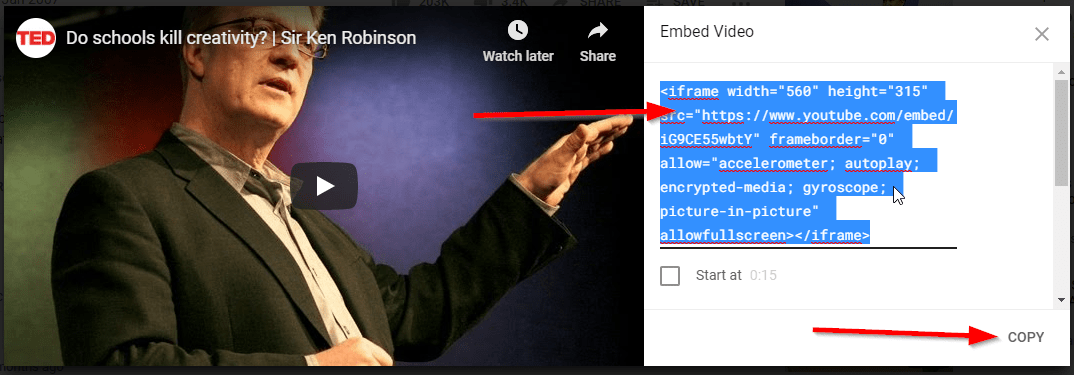 TED
Do schools kill creativity? | Sir Ken Robinson
Watch later
Share
Embed Video
<iframe width="560" height="315"
src="https://www.youtube.com/embed/
iG9CE55wbtY" frameborder="0"
allow="accelerometer; autoplay;
encrypted-media; gyroscope;
picture-in-picture"
allowfullscreen></iframe>
Start at 0:15
COPY